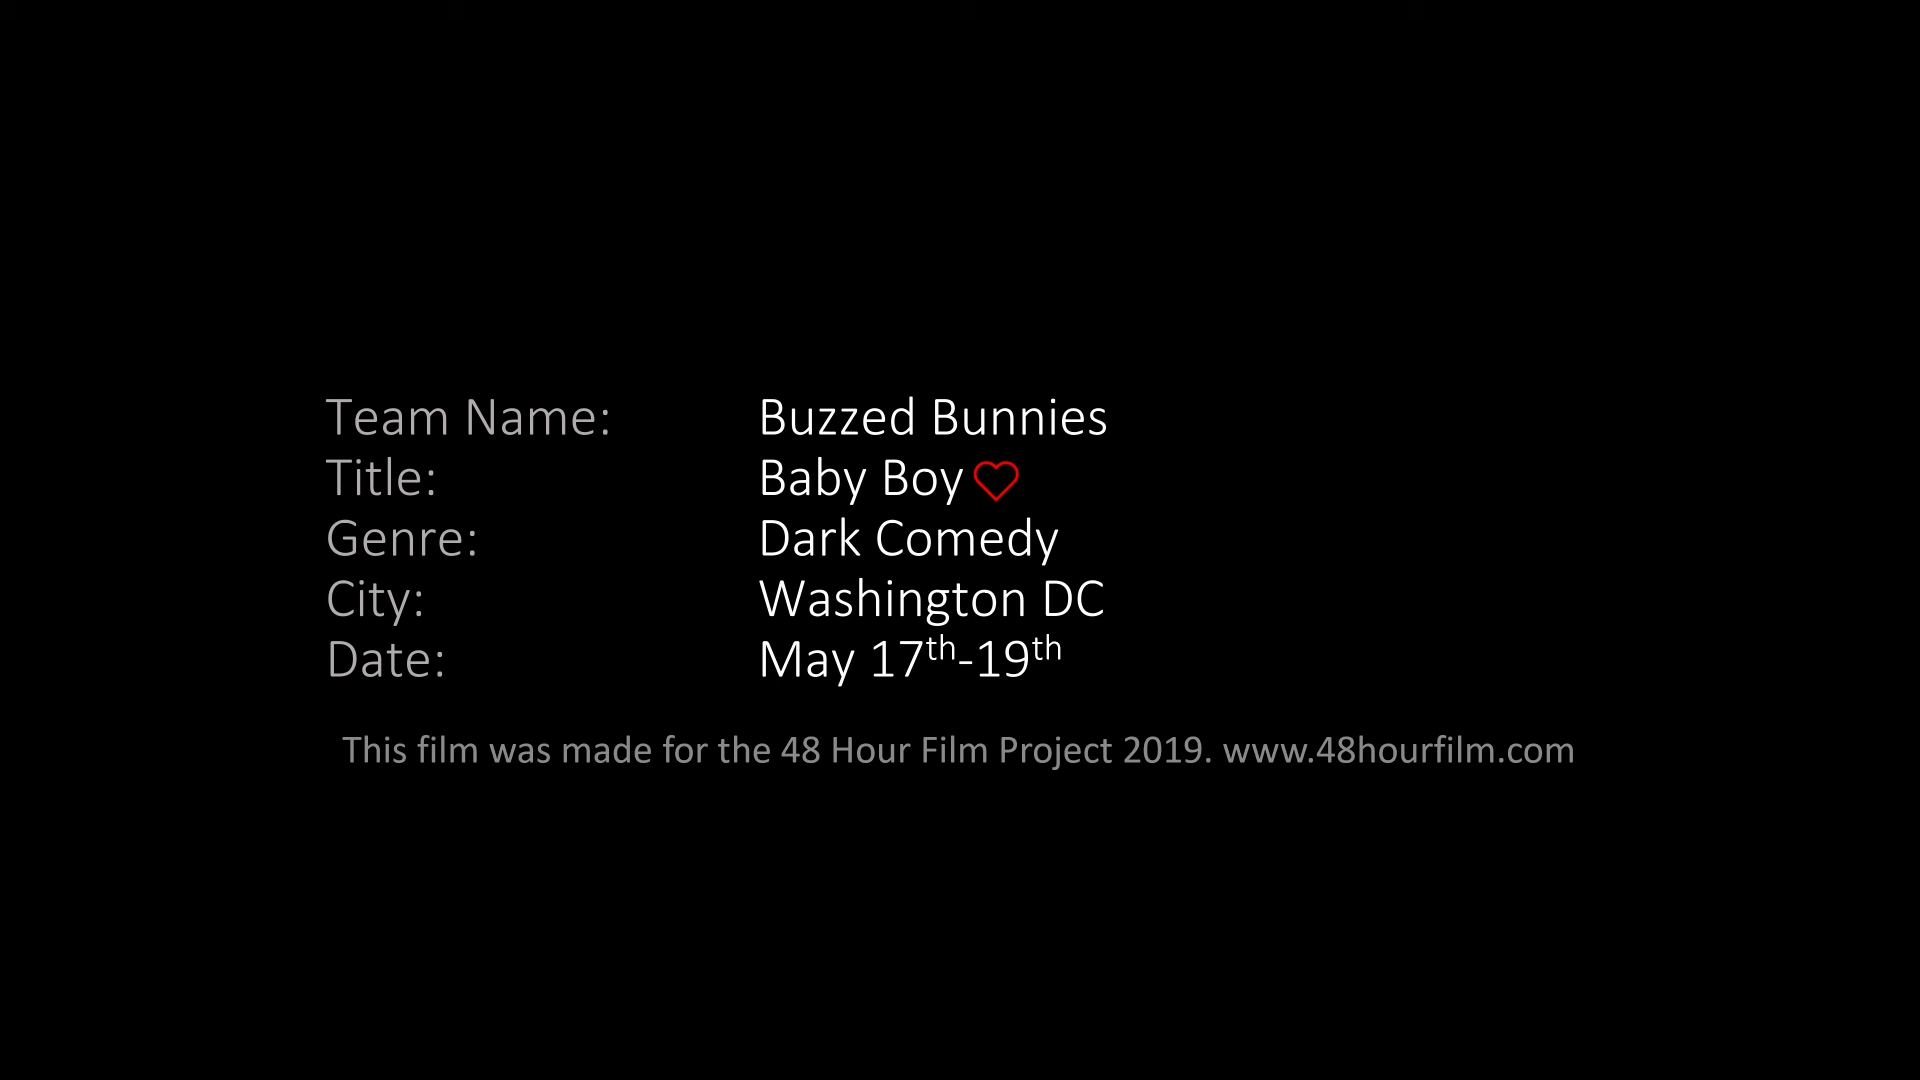 Team Name: Buzzed Bunnies
Title: Baby Boy ♡
Genre: Dark Comedy
City: Washington DC
Date: May 17th-19th
This film was made for the 48 Hour Film Project 2019. www.48hourfilm.com